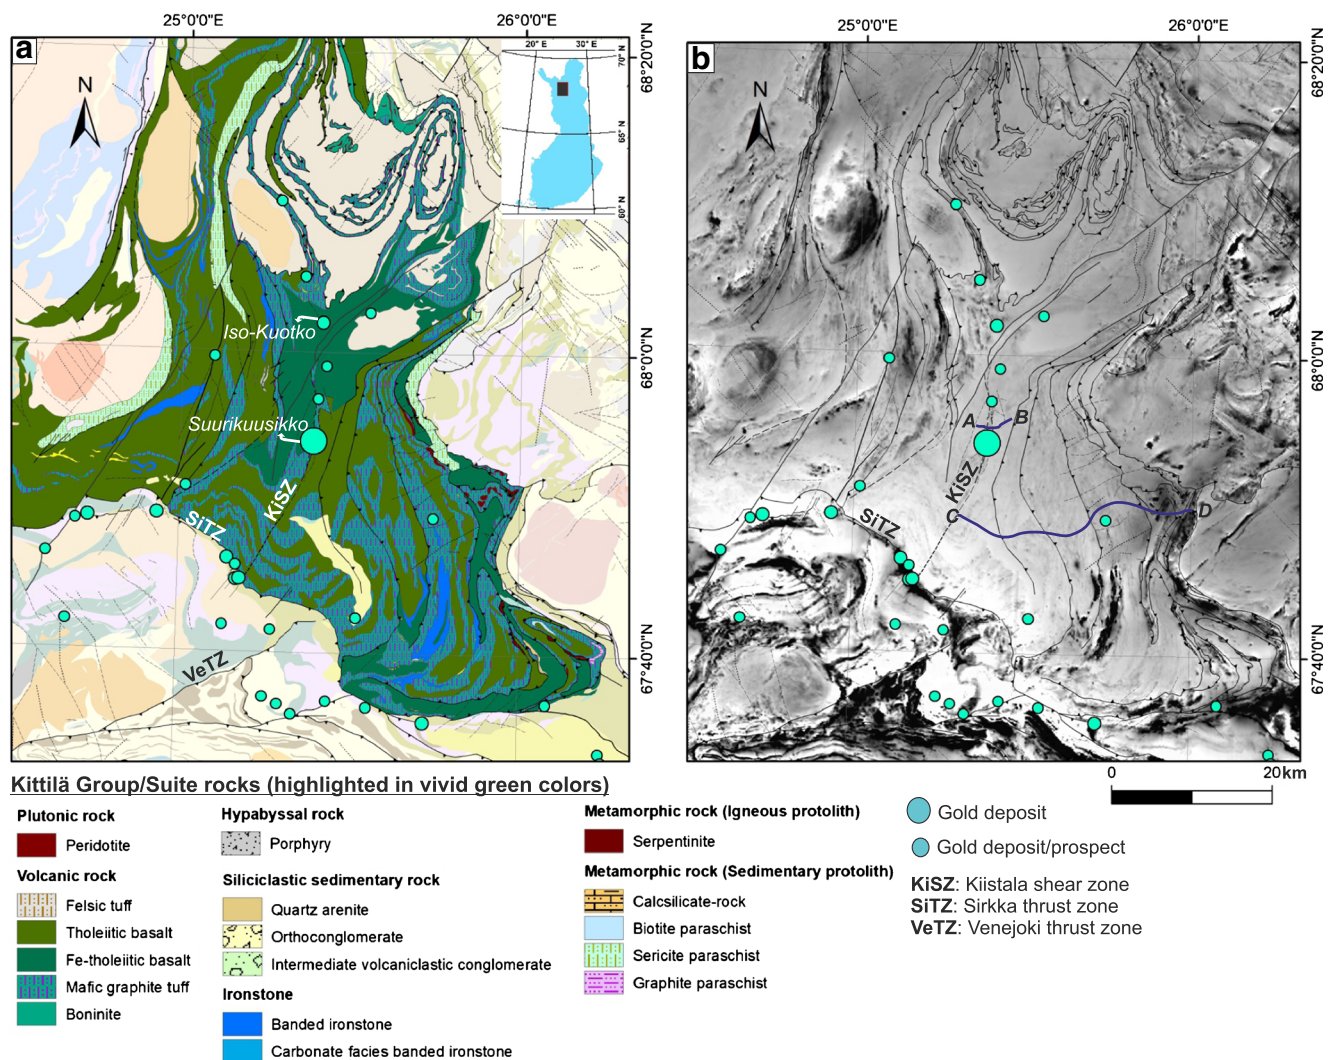 25°0'0"E
26°0'0"E
a
N
20° E
30° E
70° N
65° N
60° N
68°20'0"N
68°0'0"N
67°40'0"N
Iso-Kuotko
Suurikuusikko
KiSZ
SiTZ
VeTZ
25°0'0"E
26°0'0"E
b
N
68°20'0"N
68°0'0"N
67°40'0"N
A
B
KiSZ
C
D
SiTZ
0
20km
Kittilä Group/Suite rocks (highlighted in vivid green colors)
Plutonic rock
Peridotite
Volcanic rock
Felsic tuff
Tholeiitic basalt
Fe-tholeiitic basalt
Mafic graphite tuff
Boninite
Hypabyssal rock
Porphyry
Siliciclastic sedimentary rock
Quartz arenite
Orthoconglomerate
Intermediate volcaniclastic conglomerate
Ironstone
Banded ironstone
Carbonate facies banded ironstone
Metamorphic rock (Igneous protolith)
Serpentinite
Metamorphic rock (Sedimentary protolith)
Calcsilicate-rock
Biotite paraschist
Sericite paraschist
Graphite paraschist
Gold deposit
Gold deposit/prospect
KiSZ: Kiistala shear zone
SiTZ: Sirkka thrust zone
VeTZ: Venejoki thrust zone